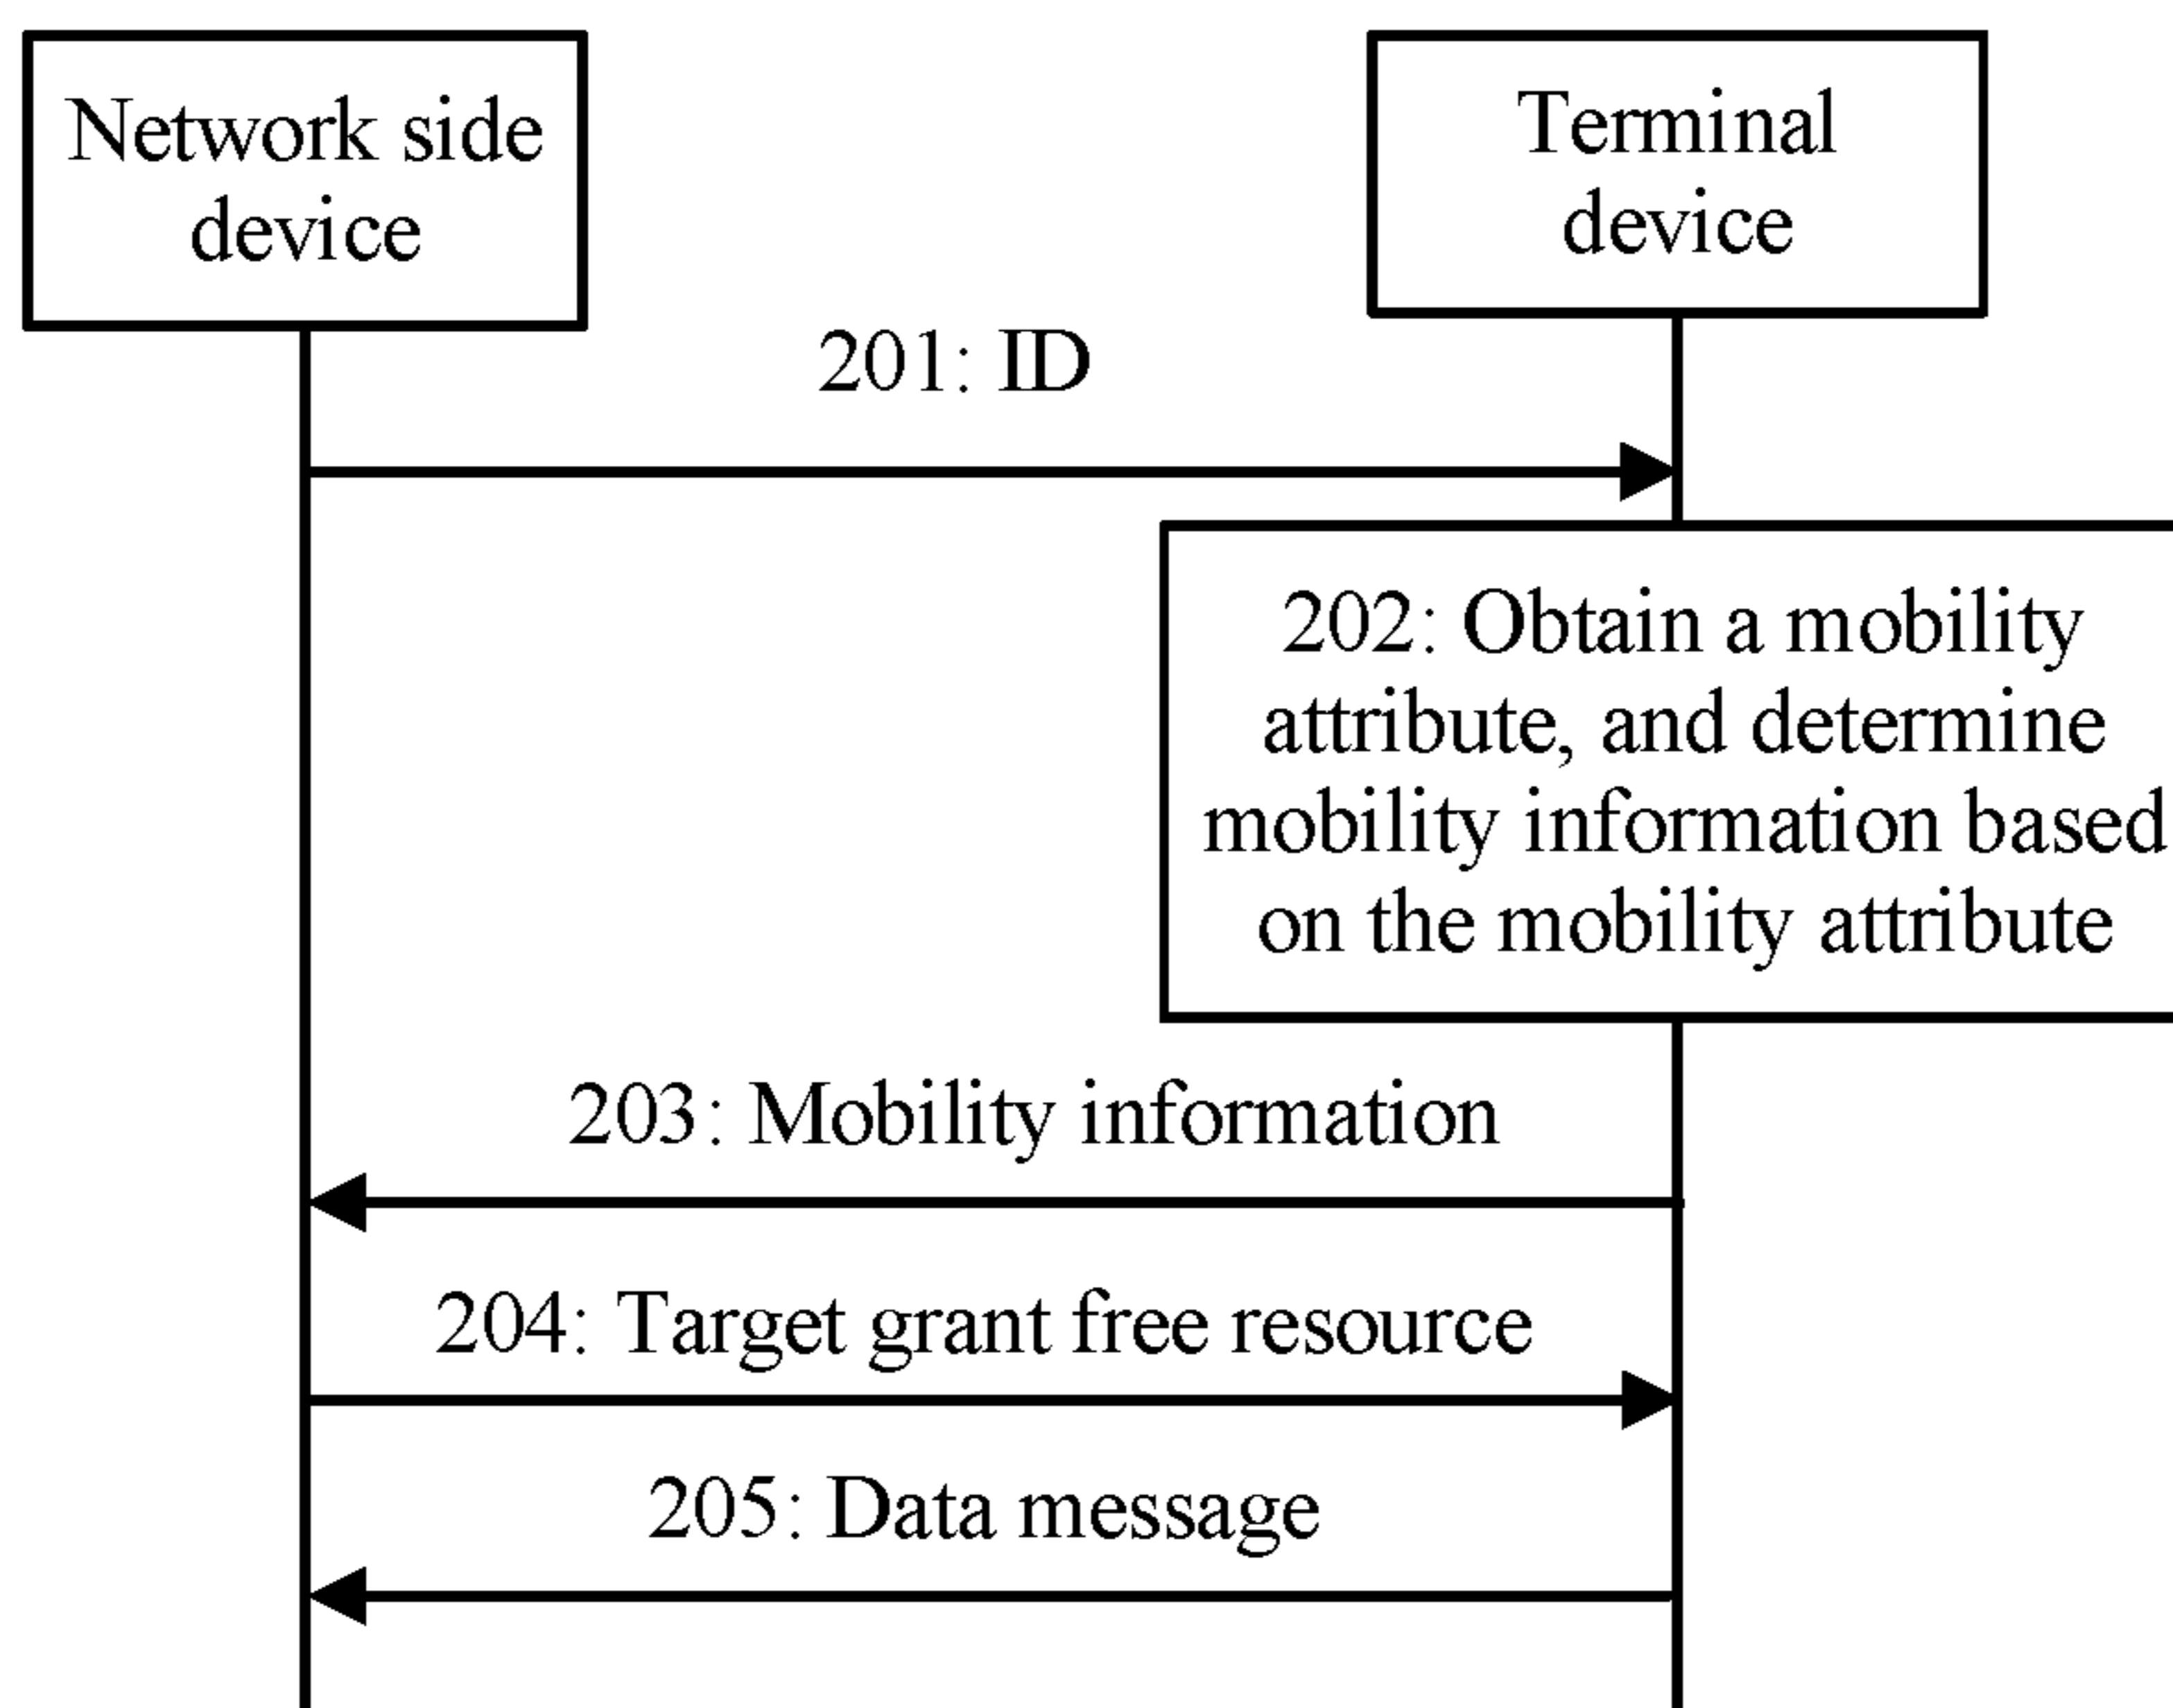 Network side
device
Terminal
device
201: ID
202: Obtain a mobility
attribute, and determine
mobility information based
on the mobility attribute
203: Mobility information
204: Target grant free resource
205: Data message